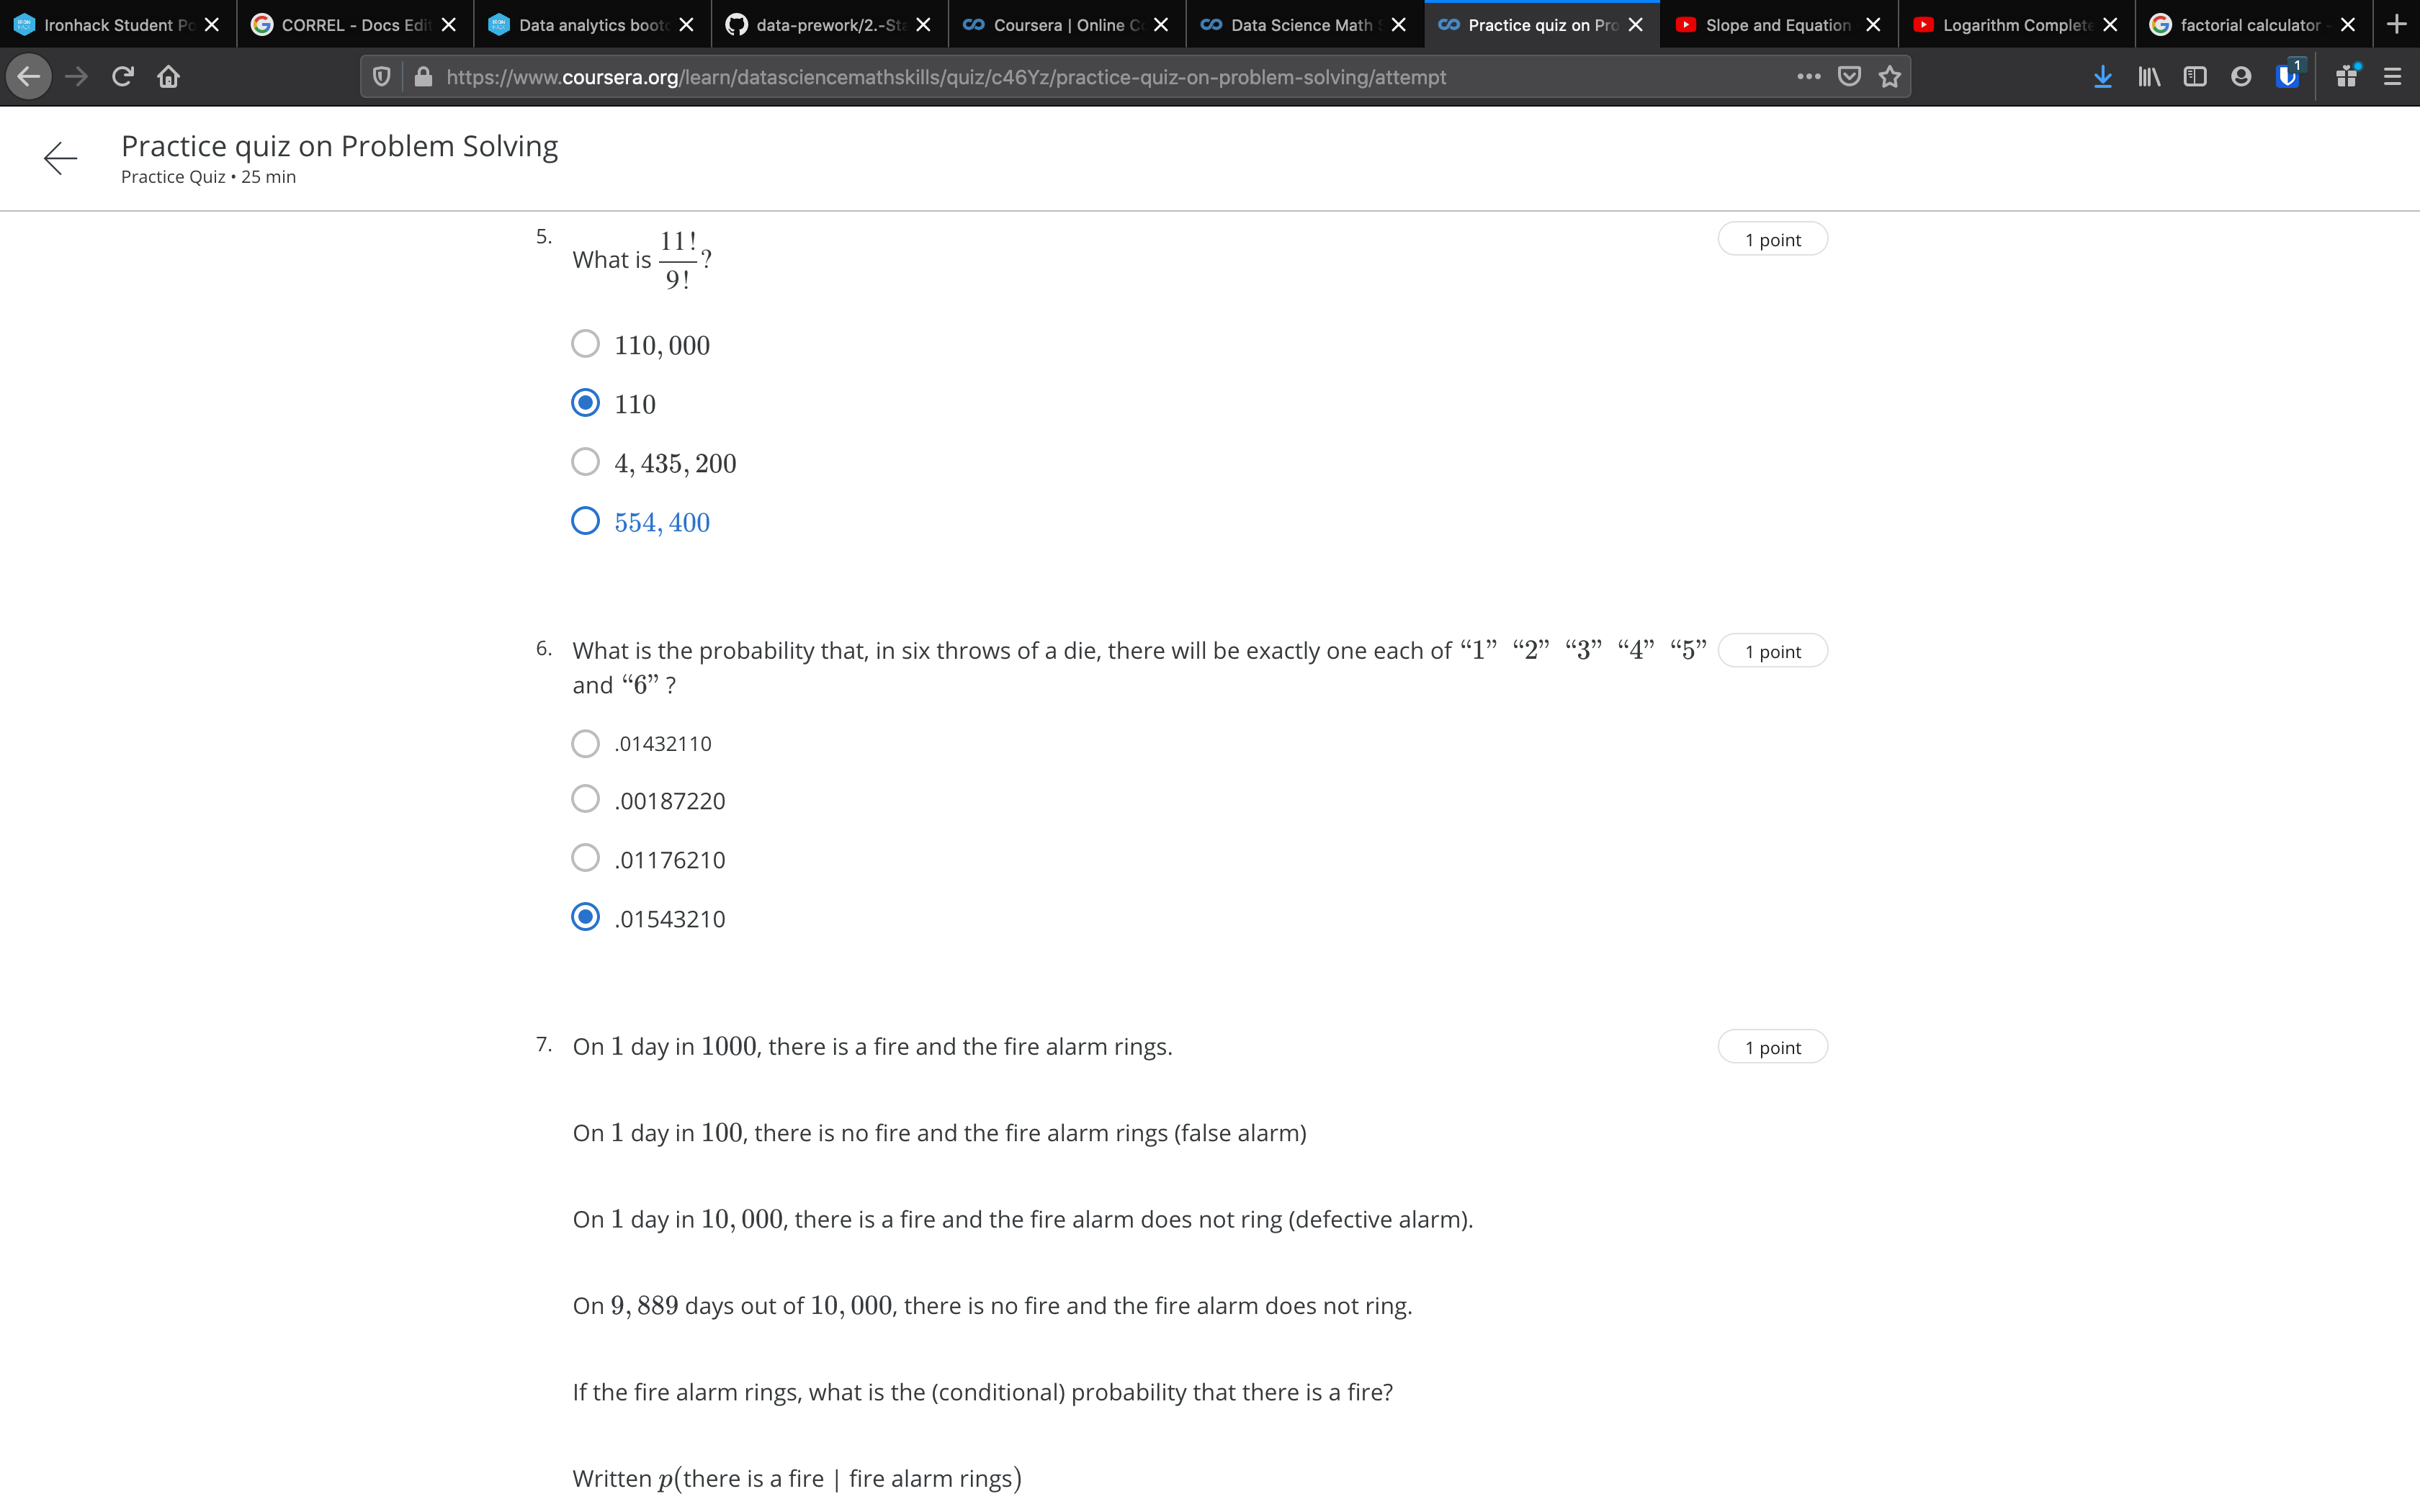 Ironhack Student Po
CORREL - Docs Edit
Data analytics bootc
data-prework/2.-Sta
Coursera | Online Co
Data Science Math S
Practice quiz on Pro
Slope and Equation
Logarithm Complete
factorial calculator -
https://www.coursera.org/learn/datasciencemathskills/quiz/c46Yz/practice-quiz-on-problem-solving/attempt
1
Practice quiz on Problem Solving
Practice Quiz • 25 min
5. What is 11!/9!? 1 point
110, 000
110
4, 435, 200
554, 400
6. What is the probability that, in six throws of a die, there will be exactly one each of “1” “2” “3” “4” “5” 1 point
and “6” ?
.01432110
.00187220
.01176210
.01543210
7. On 1 day in 1000, there is a fire and the fire alarm rings. 1 point
On 1 day in 100, there is no fire and the fire alarm rings (false alarm)
On 1 day in 10, 000, there is a fire and the fire alarm does not ring (defective alarm).
On 9, 889 days out of 10, 000, there is no fire and the fire alarm does not ring.
If the fire alarm rings, what is the (conditional) probability that there is a fire?
Written p(there is a fire | fire alarm rings)